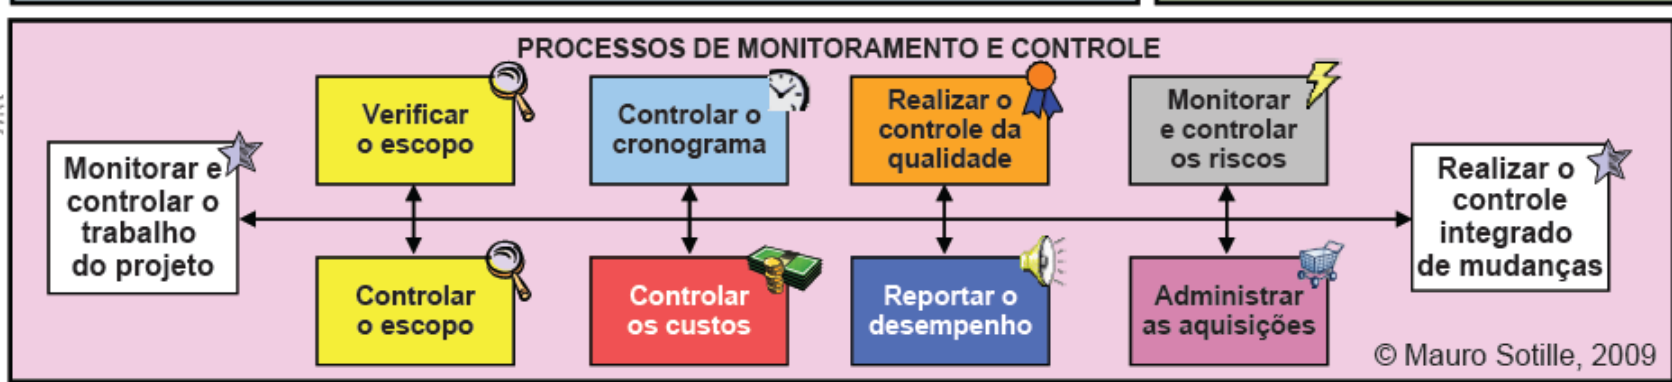 PROCESSOS DE MONITORAMENTO E CONTROLE
Monitorar e
controlar o
trabalho
do projeto
Verificar
o escopo
Controlar o
cronograma
Realizar o
controle da
qualidade
Monitorar
e controlar
os riscos
Controlar
o escopo
Controlar
os custos
Reportar o
desempenho
Administrar
as aquisições
Realizar o
controle
integrado
de mudanças
© Mauro Sotille, 2009